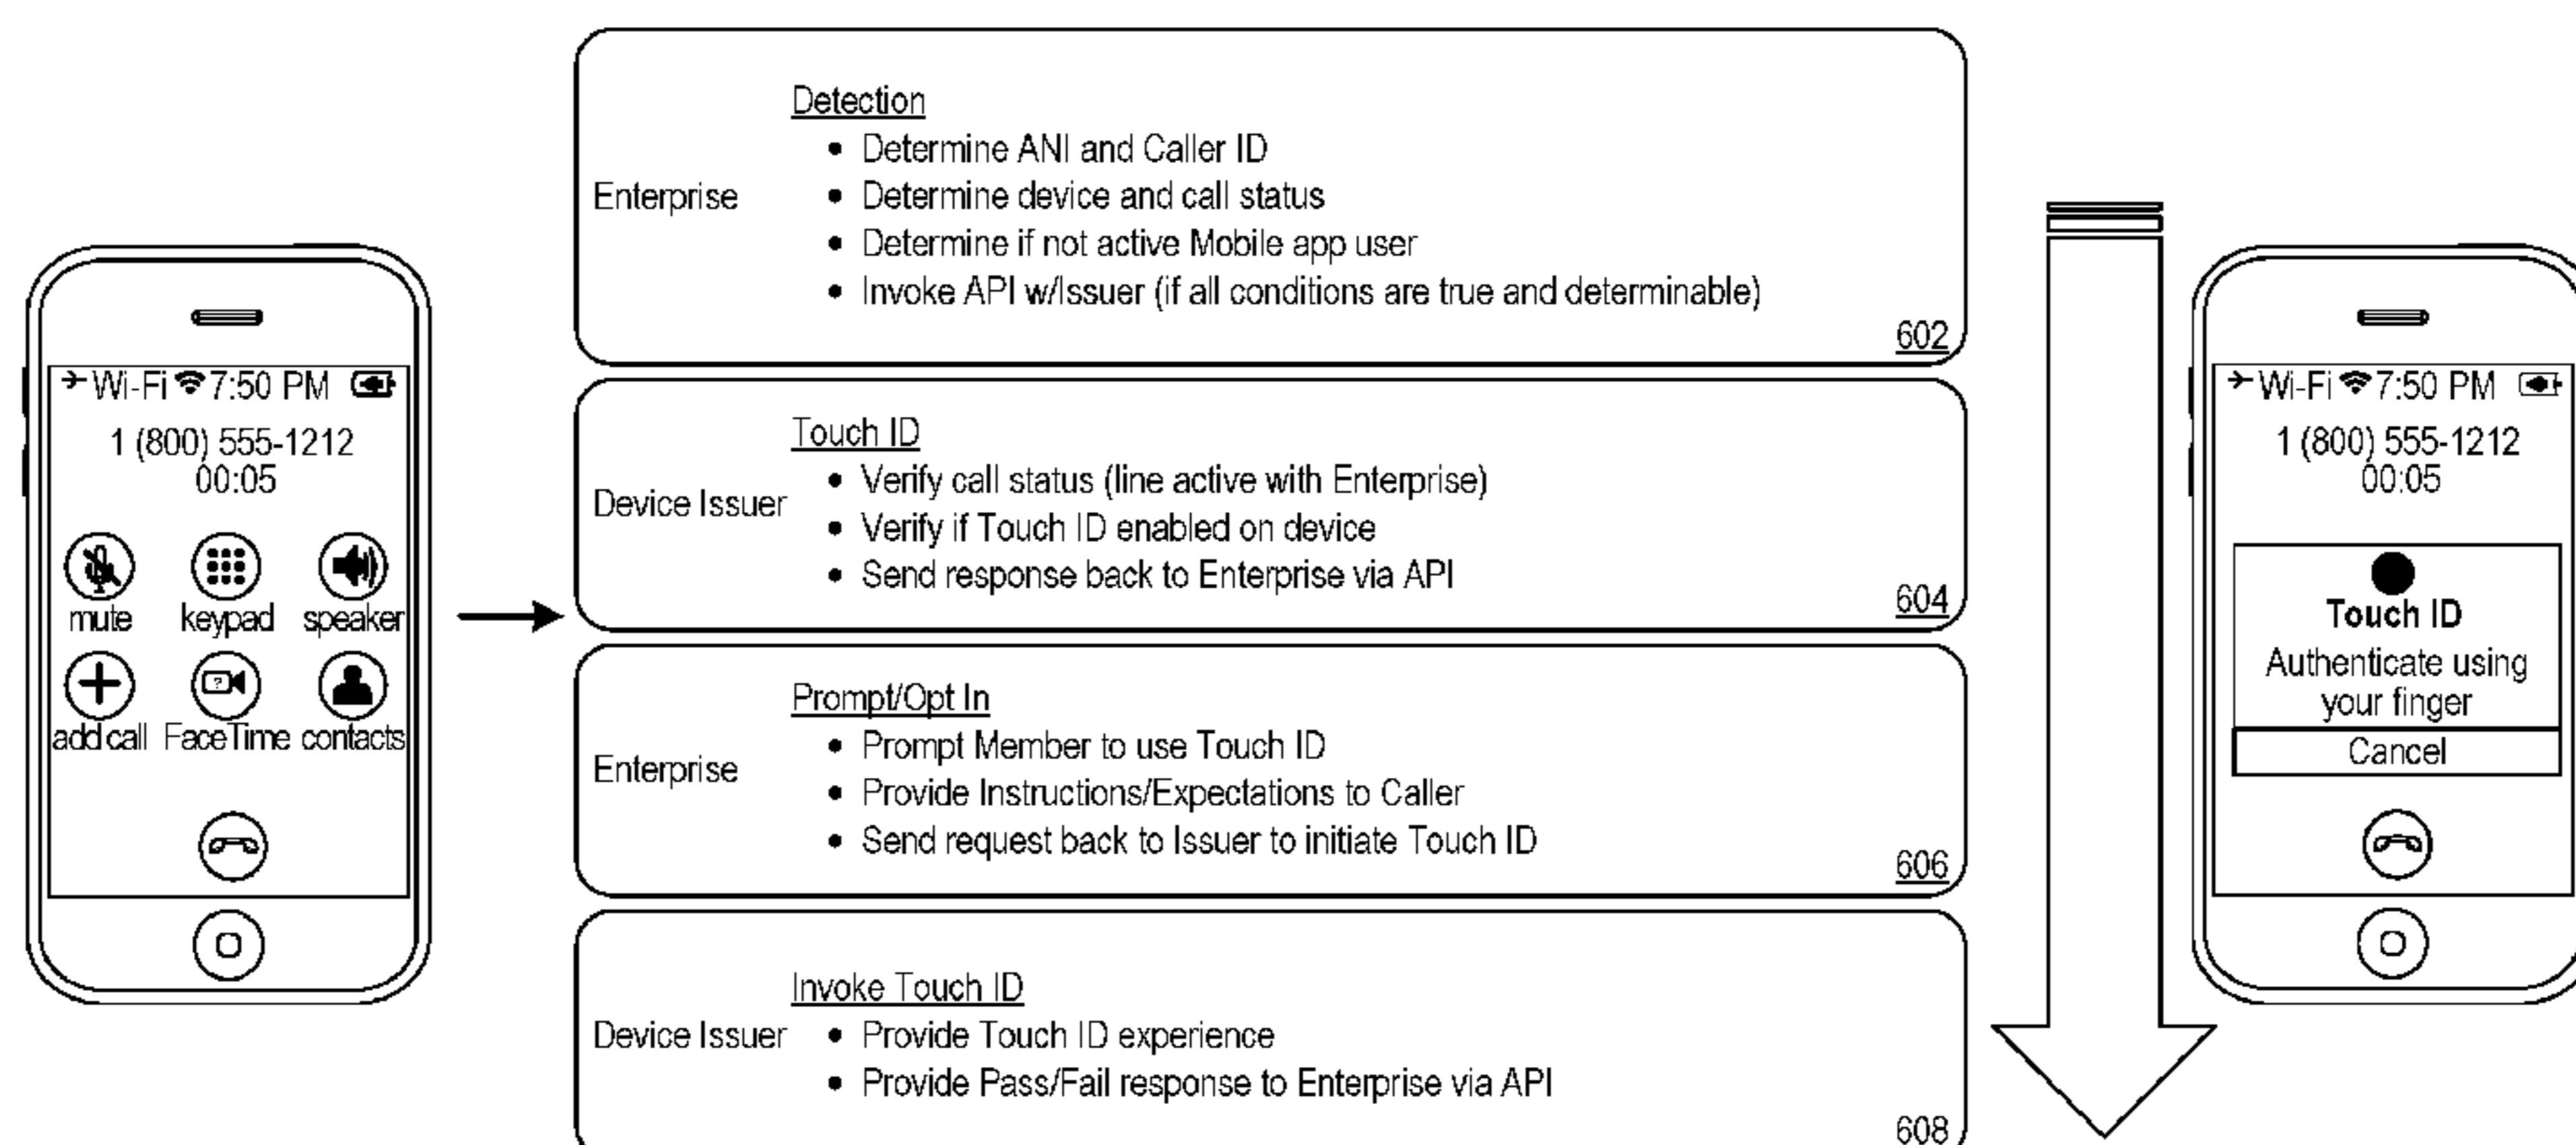 Wi-Fi 7:50 PM
1 (800) 555-1212
00:05
mute keypad speaker
add call FaceTime contacts
Enterprise
Detection
• Determine ANI and Caller ID
• Determine device and call status
• Determine if not active Mobile app user
• Invoke API w/Issuer (if all conditions are true and determinable)
602
Device Issuer
Touch ID
• Verify call status (line active with Enterprise)
• Verify if Touch ID enabled on device
• Send response back to Enterprise via API
604
Enterprise
Prompt/Opt In
• Prompt Member to use Touch ID
• Provide Instructions/Expectations to Caller
• Send request back to Issuer to initiate Touch ID
606
Device Issuer
Invoke Touch ID
• Provide Touch ID experience
• Provide Pass/Fail response to Enterprise via API
608
Wi-Fi 7:50 PM
1 (800) 555-1212
00:05
Touch ID
Authenticate using
your finger
Cancel